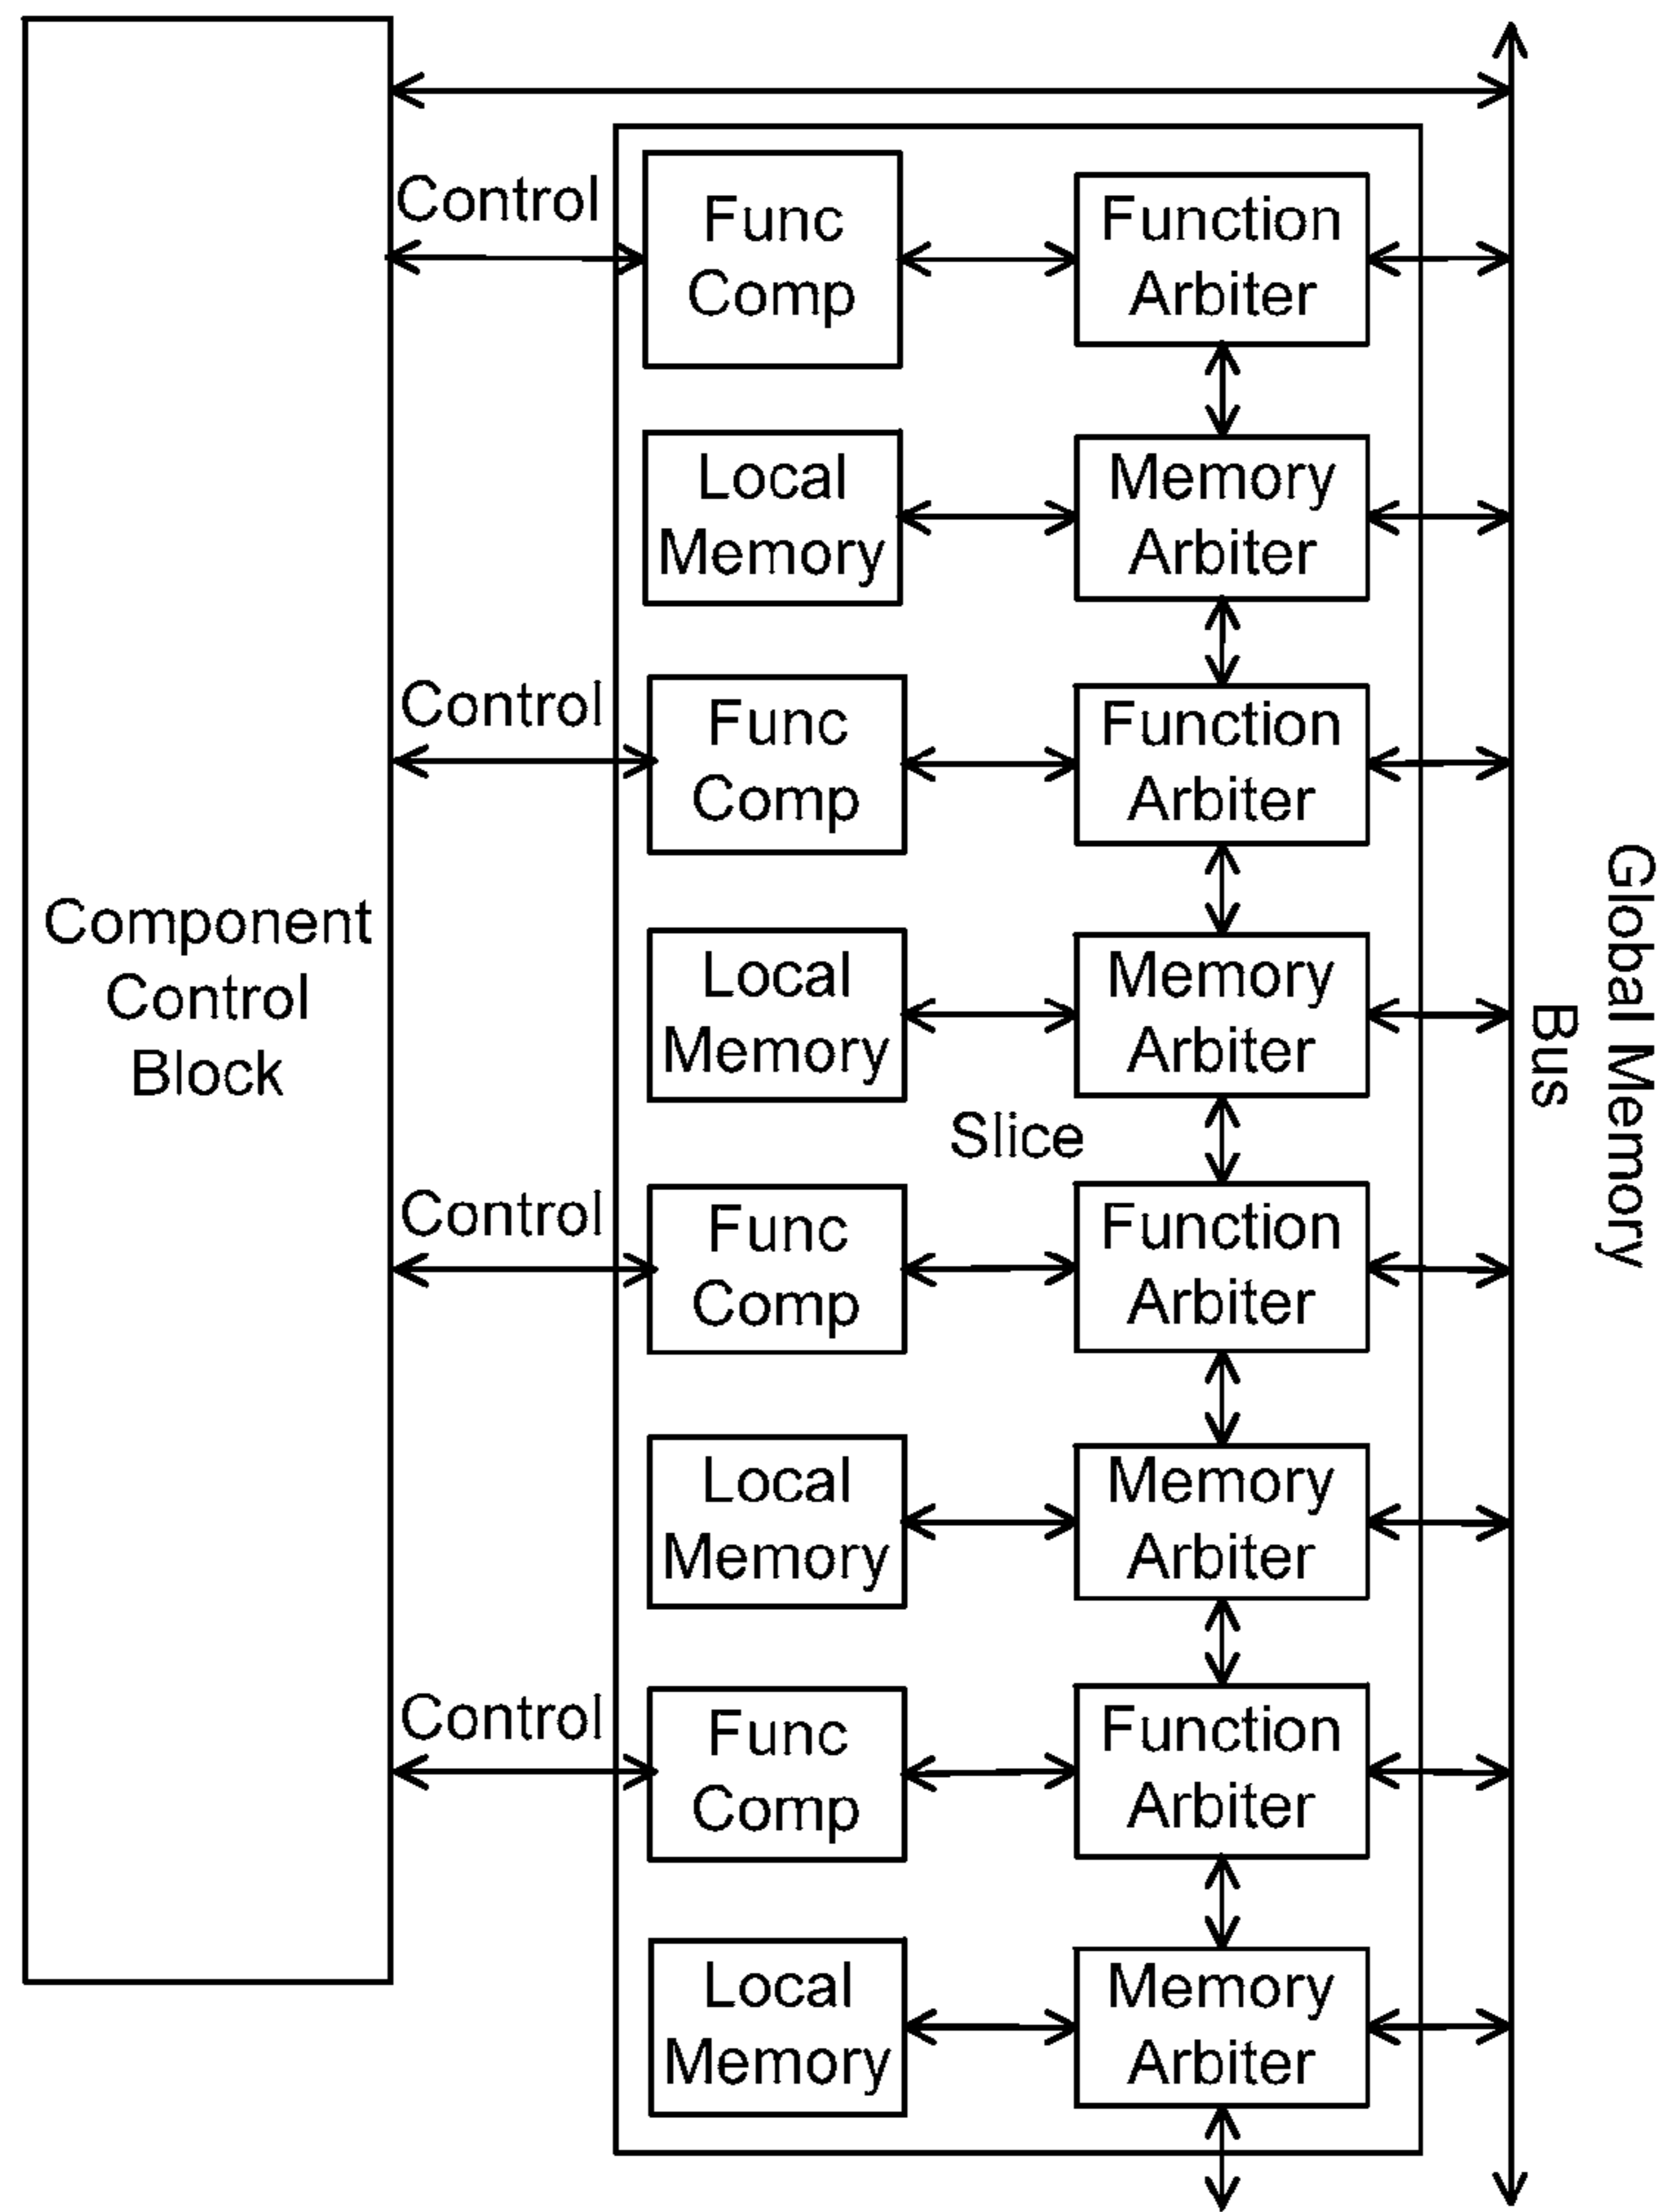 Control
Func
Comp
Function
Arbiter
Local
Memory
Memory
Arbiter
Control
Func
Comp
Function
Arbiter
Component
Control
Block
Local
Memory
Memory
Arbiter
Global Memory
Bus
Slice
Control
Func
Comp
Function
Arbiter
Local
Memory
Memory
Arbiter
Control
Func
Comp
Function
Arbiter
Local
Memory
Memory
Arbiter